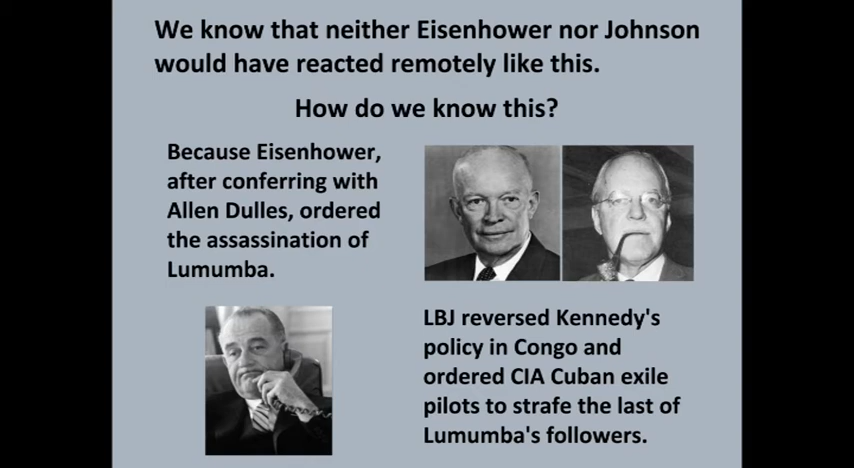 We know that neither Eisenhower nor Johnson
would have reacted remotely like this.
How do we know this?
Because Eisenhower,
after conferring with
Allen Dulles, ordered
the assassination of
Lumumba.
LBJ reversed Kennedy's
policy in Congo and
ordered CIA Cuban exile
pilots to strafe the last of
Lumumba's followers.